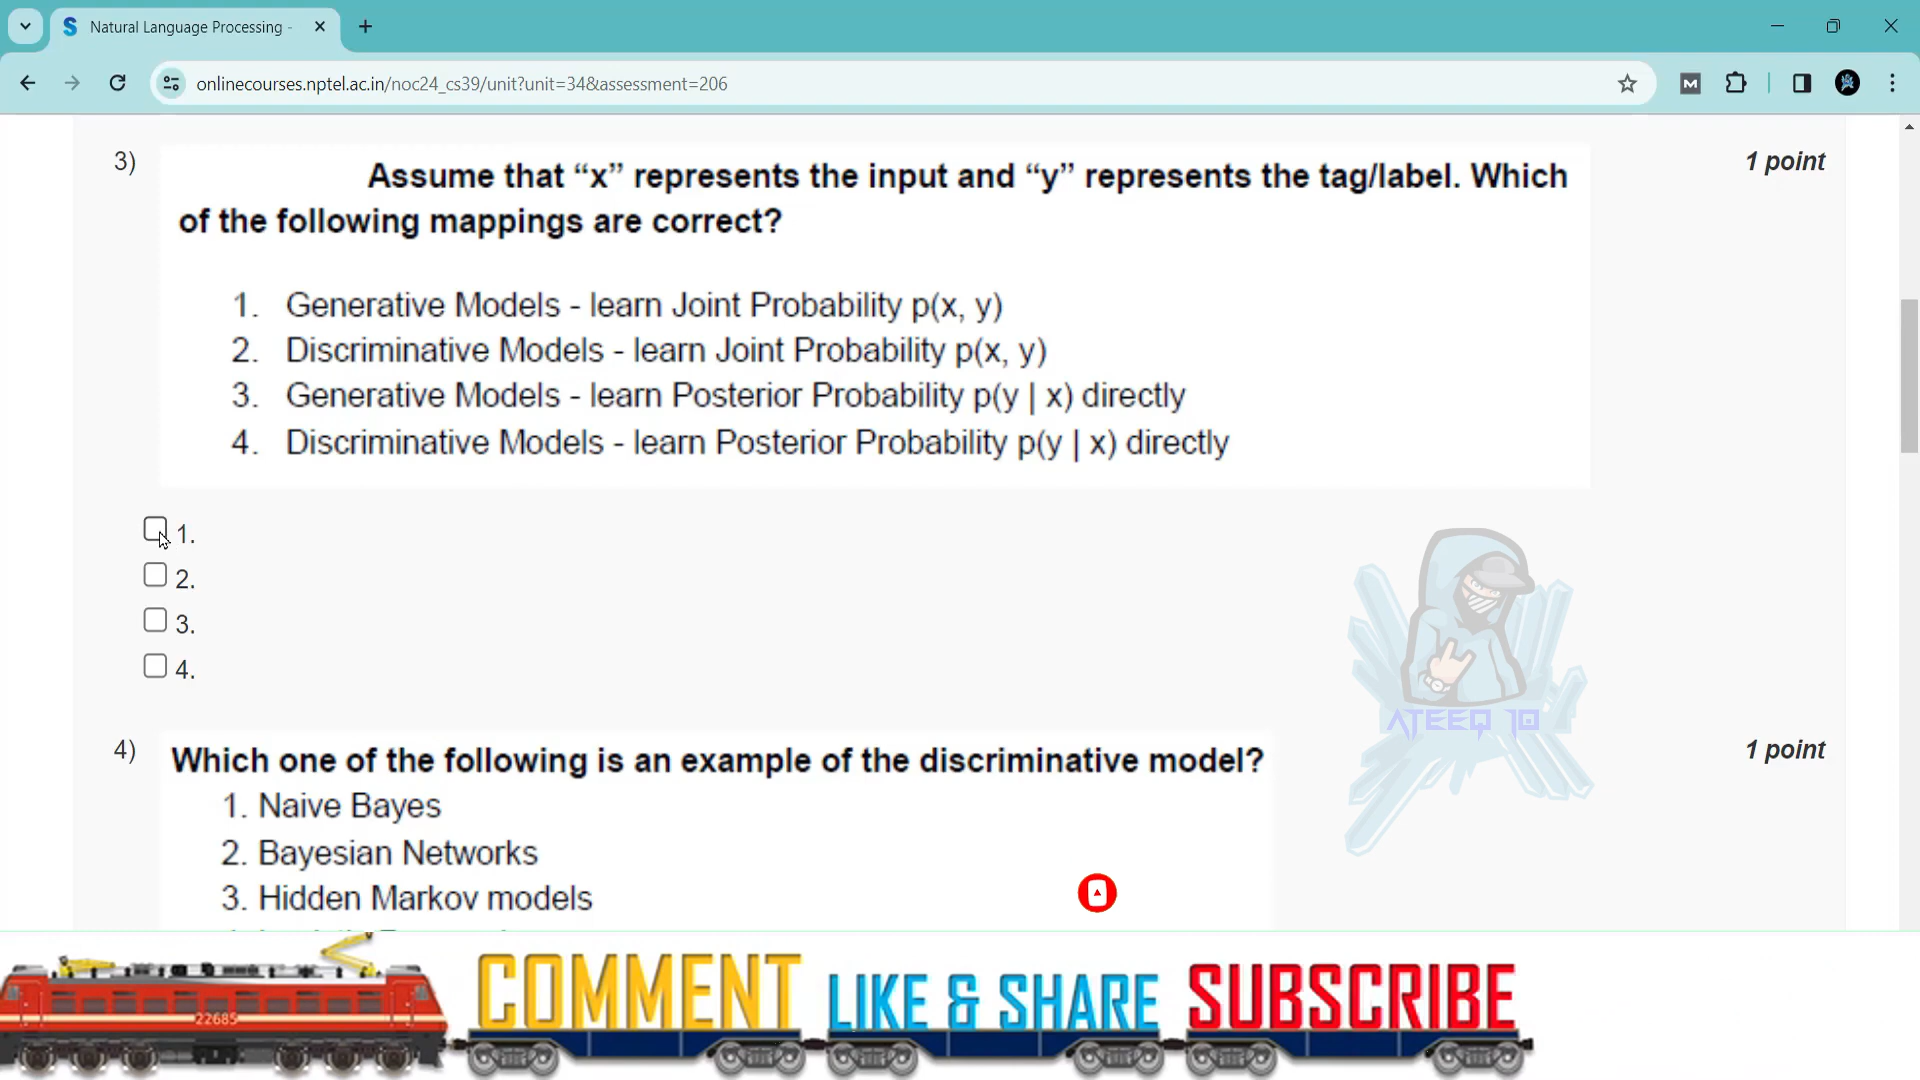 Natural Language Processing -
onlinecourses.nptel.ac.in/noc24_cs39/unit?unit=34&assessment=206
3)
Assume that “x” represents the input and “y” represents the tag/label. Which
1 point
of the following mappings are correct?
1. Generative Models - learn Joint Probability p(x, y)
2. Discriminative Models - learn Joint Probability p(x, y)
3. Generative Models - learn Posterior Probability p(y | x) directly
4. Discriminative Models - learn Posterior Probability p(y | x) directly
1.
2.
3.
4.
ATEEQ 10
4)
Which one of the following is an example of the discriminative model?
1 point
1. Naive Bayes
2. Bayesian Networks
3. Hidden Markov models
22685
COMMENT LIKE & SHARE SUBSCRIBE